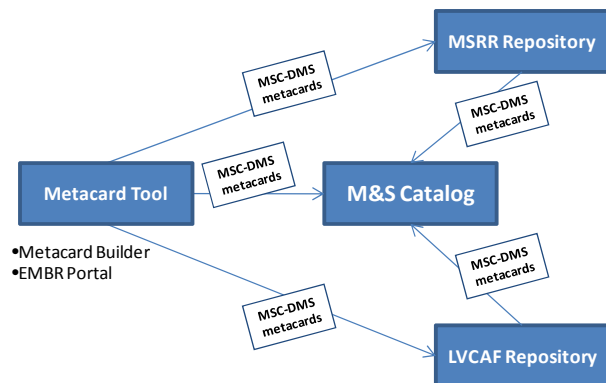 MSRR Repository
MSC-DMS
metacards
MSC-DMS
metacards
MSC-DMS
metacards
Metacard Tool
M&S Catalog
•Metacard Builder
•EMBR Portal
MSC-DMS
metacards
MSC-DMS
metacards
LVCAF Repository